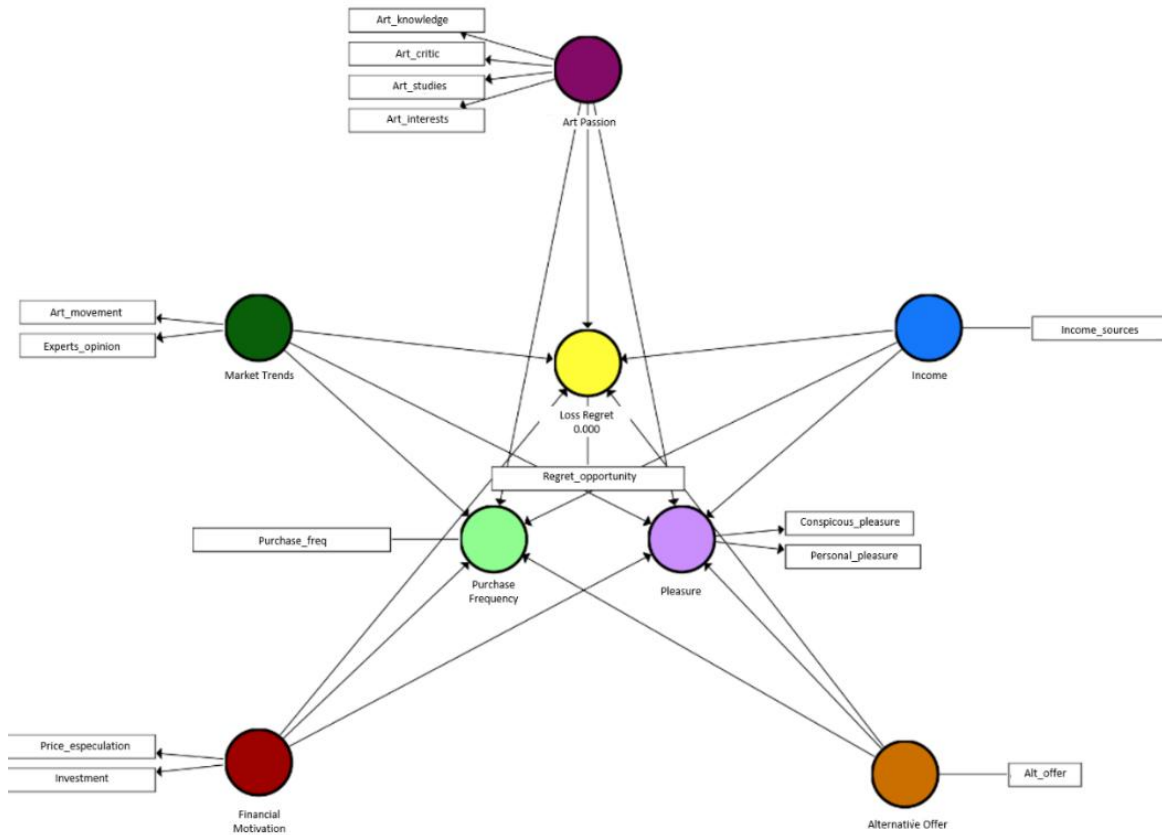 Art_knowledge
Art_critic
Art_studies
Art_interests
Art Passion
Art_movement
Experts_opinion
Market Trends
Income_sources
Income
Loss Regret
0.000
Regret_opportunity
Purchase_freq
Purchase
Frequency
Pleasure
Conspicous_pleasure
Personal_pleasure
Price_especulation
Investment
Financial
Motivation
Alt_offer
Alternative Offer